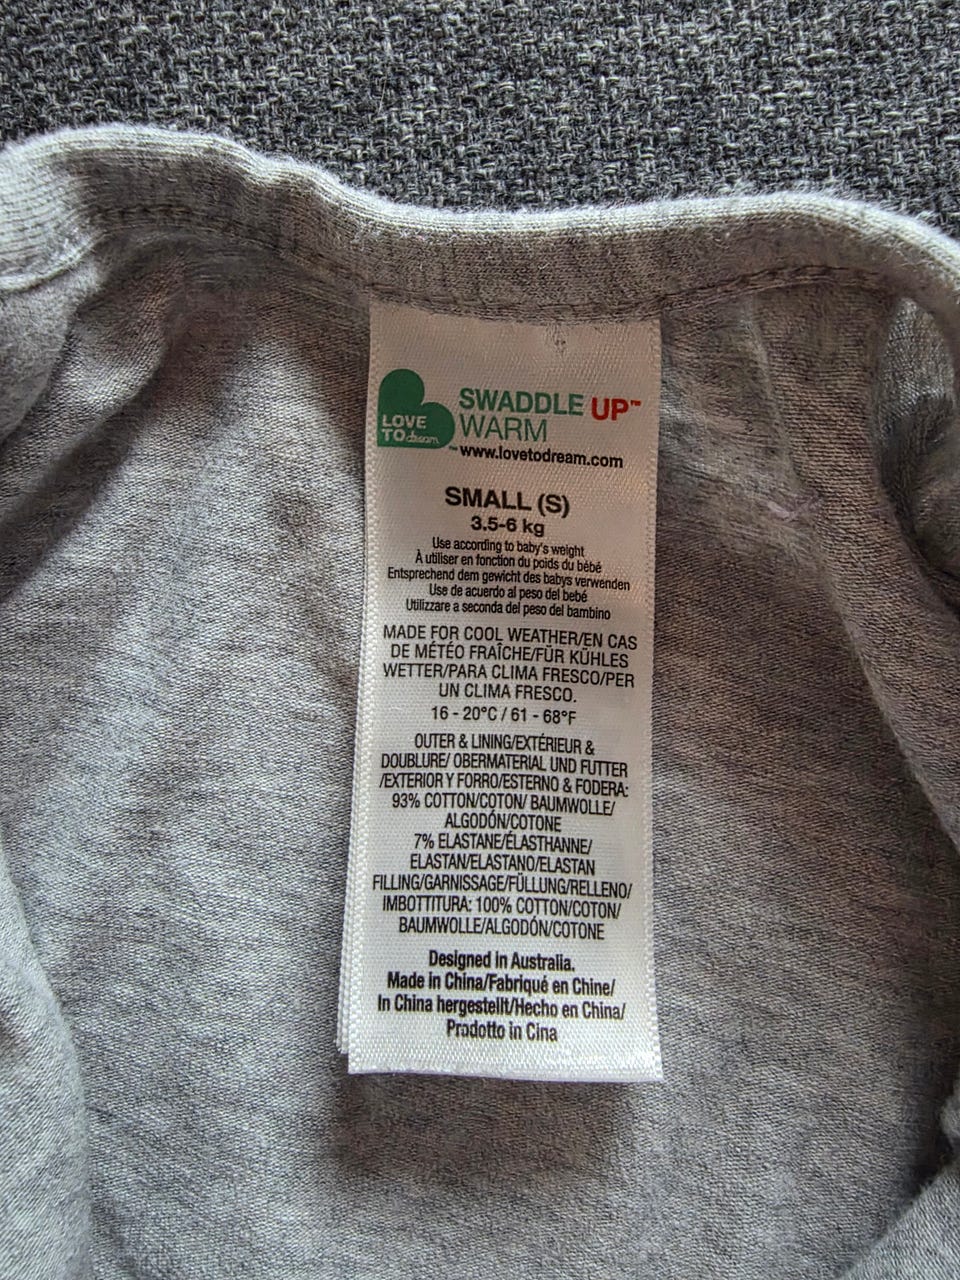 LOVE
TO dream™
SWADDLE UP™
WARM
www.lovetodream.com
SMALL (S)
3.5-6 kg
Use according to baby's weight
À utiliser en fonction du poids du bébé
Entsprechend dem gewicht des babys verwenden
Use de acuerdo al peso del bebé
Utilizzare a seconda del peso del bambino
MADE FOR COOL WEATHER/EN CAS
DE MÉTÉO FRAÎCHE/FÜR KÜHLES
WETTER/PARA CLIMA FRESCO/PER
UN CLIMA FRESCO.
16 - 20°C / 61 - 68°F
OUTER & LINING/EXTÉRIEUR &
DOUBLURE/ OBERMATERIAL UND FUTTER
/EXTERIOR Y FORRO/ESTERNO & FODERA:
93% COTTON/COTON/ BAUMWOLLE/
ALGODÓN/COTONE
7% ELASTANE/ÉLASTHANNE/
ELASTAN/ELASTANO/ELASTAN
FILLING/GARNISSAGE/FÜLLUNG/RELLENO/
IMBOTTITURA: 100% COTTON/COTON/
BAUMWOLLE/ALGODÓN/COTONE
Designed in Australia.
Made in China/Fabriqué en Chine/
In China hergestellt/Hecho en China/
Prodotto in Cina